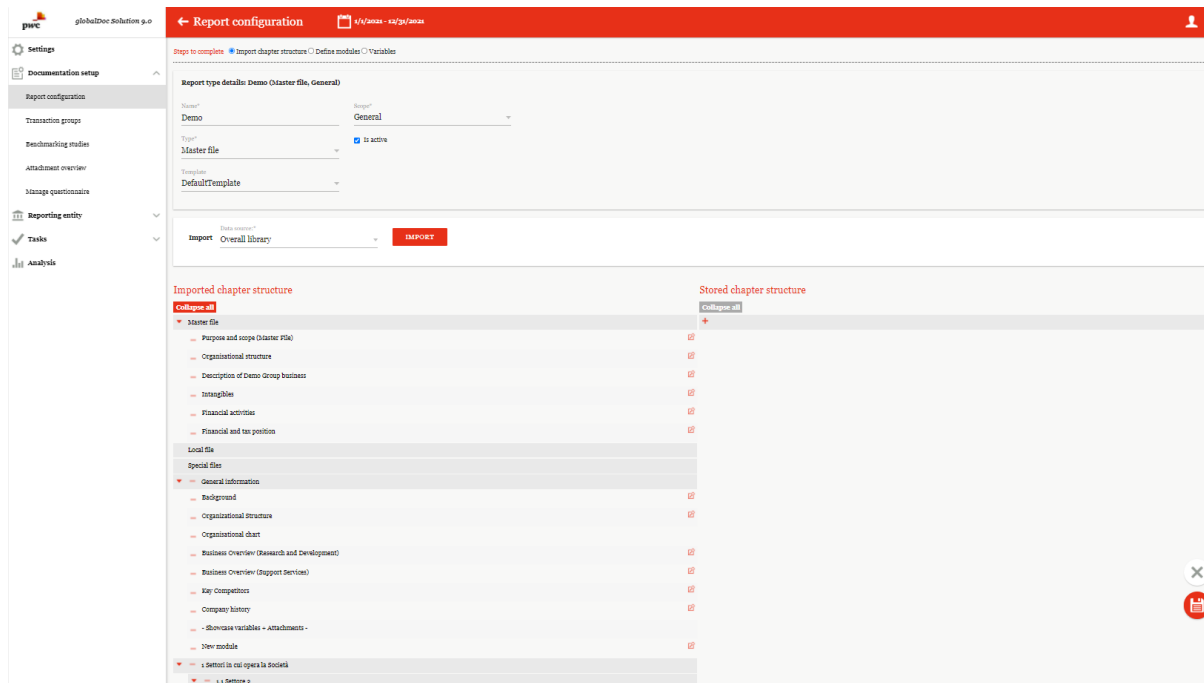 pwc
globalDoc Solution 9.0
Report configuration
1/1/2021 - 12/31/2021
Settings
Documentation setup
Report configuration
Transaction groups
Benchmarking studies
Attachment overview
Manage questionnaire
Reporting entity
Tasks
Analysis
Steps to complete Import chapter structure Define modules Variables
Report type details: Demo (Master file, General)
Name*
Demo
Scope*
General
Type*
Master file
Is active
Template
DefaultTemplate
Import
Data source:*
Overall library
IMPORT
Imported chapter structure
Collapse all
Master file
Purpose and scope (Master File)
Organisational structure
Description of Demo Group business
Intangibles
Financial activities
Financial and tax position
Local file
Special files
General information
Background
Organizational Structure
Organisational chart
Business Overview (Research and Development)
Business Overview (Support Services)
Key Competitors
Company history
- Showcase variables + Attachments -
New module
1 Settori in cui opera la Società
1.1 Settore 2
Stored chapter structure
Collapse all
+